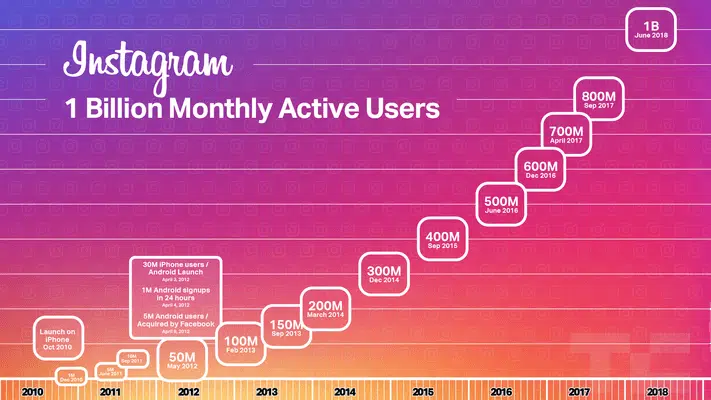 Instagram
1 Billion Monthly Active Users
1B
June 2018
800M
Sep 2017
700M
April 2017
600M
Dec 2016
500M
June 2016
400M
Sep 2015
300M
Dec 2014
200M
March 2014
150M
Sep 2013
100M
Feb 2013
50M
May 2012
30M iPhone users /
Android Launch
April 3, 2012
1M Android signups
in 24 hours
April 4, 2012
5M Android users /
Acquired by Facebook
April 9, 2012
10M
Sep 2011
5M
June 2011
1M
Dec 2010
Launch on
iPhone
Oct 2010
2010 2011 2012 2013 2014 2015 2016 2017 2018